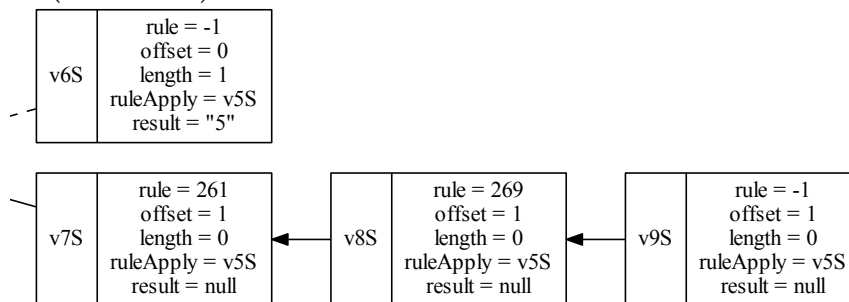 v6S
rule = -1
offset = 0
length = 1
ruleApply = v5S
result = "5"
v7S
rule = 261
offset = 1
length = 0
ruleApply = v5S
result = null
v8S
rule = 269
offset = 1
length = 0
ruleApply = v5S
result = null
v9S
rule = -1
offset = 1
length = 0
ruleApply = v5S
result = null